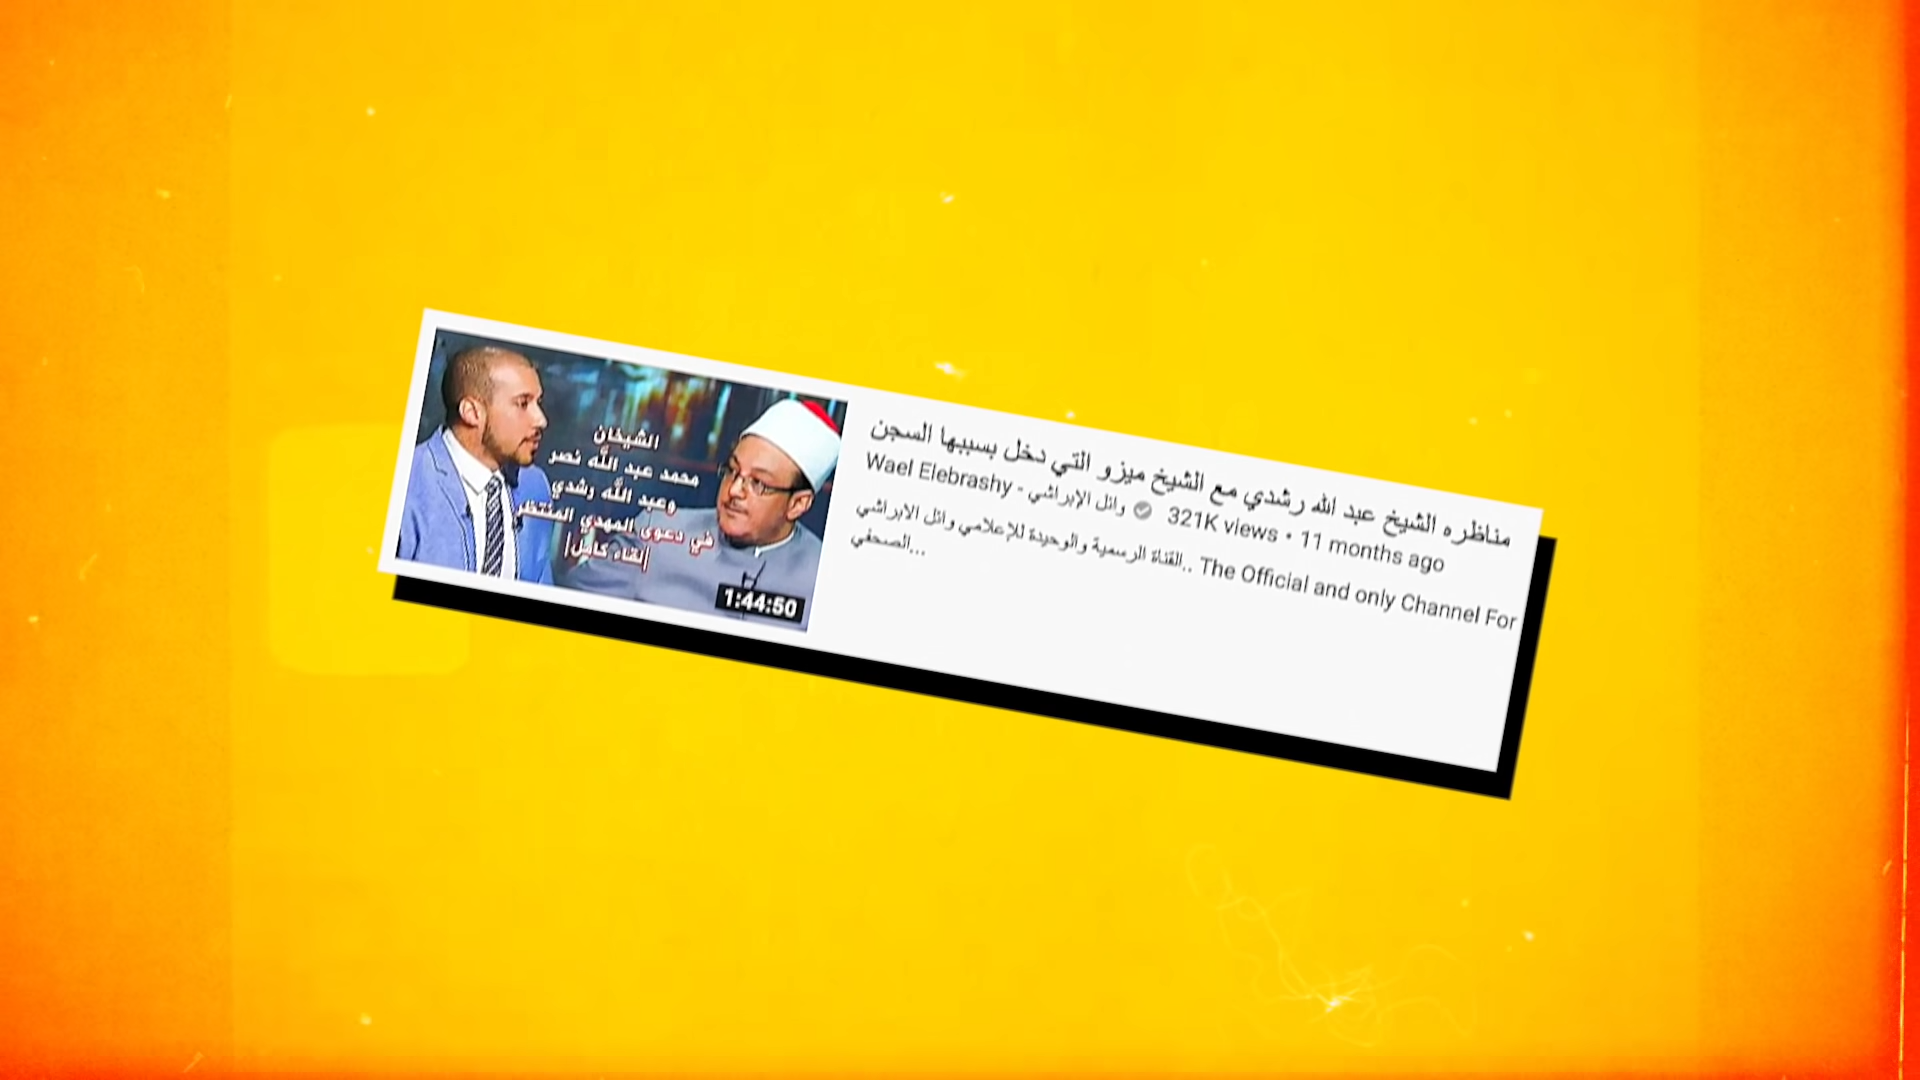 الشيخان
محمد عبد الله نصر
وعبد الله رشدي
في دعوى المهدي المنتظر
|لقاء كامل|
1:44:50
مناظره الشيخ عبد الله رشدي مع الشيخ ميزو التي دخل بسببها السجن
Wael Elebrashy - وائل الإبراشي 321K views • 11 months ago
القناة الرسمية والوحيدة للإعلامي وائل الابراشي.. The Official and only Channel For
الصحفي...